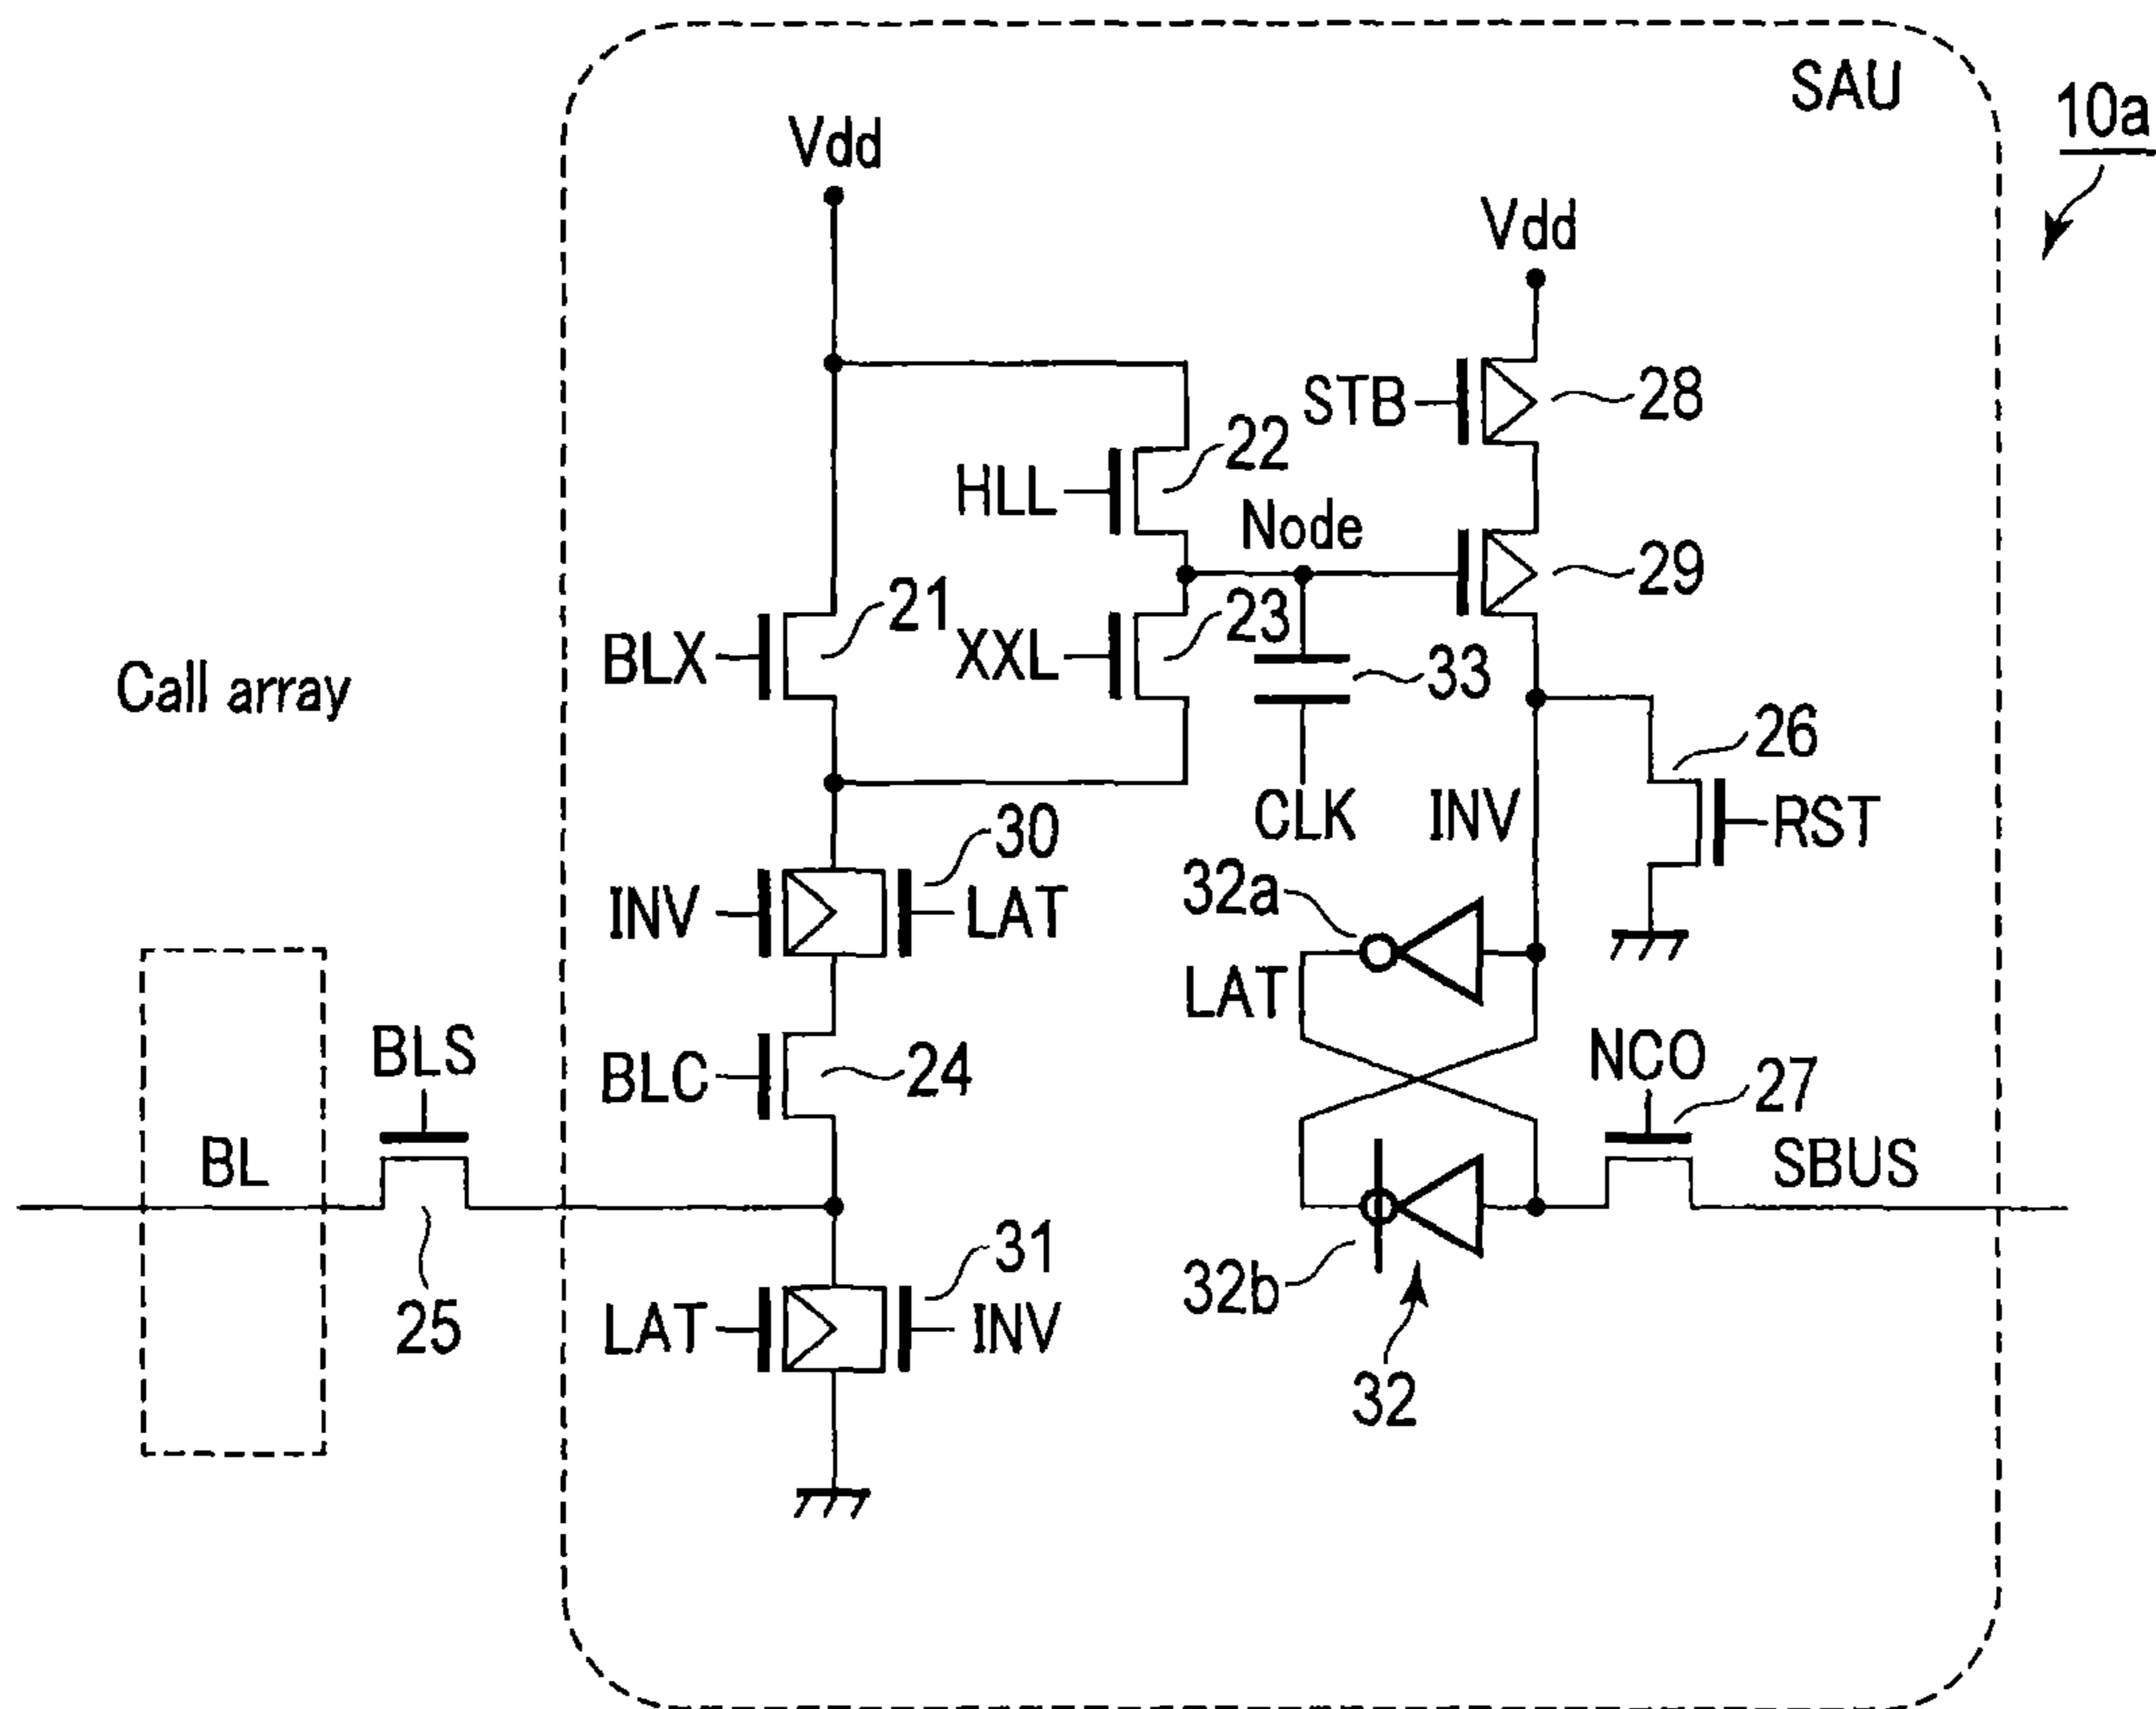 SAU
10a
Vdd
Vdd
STB
28
22
HLL
Node
29
21
23
BLX
XXL
33
Call array
26
CLK
INV
RST
30
INV
LAT
32a
LAT
BLS
BLC
24
NCO
27
BL
SBUS
31
32b
25
LAT
INV
32